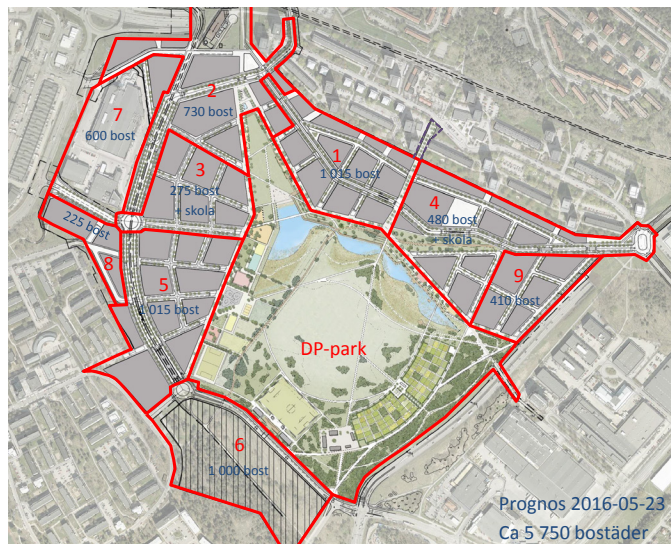 2
730 bost
7
600 bost
1
1 015 bost
3
275 bost
+ skola
4
480 bost
+ skola
225 bost
8
5
1 015 bost
9
410 bost
DP-park
6
1 000 bost
Prognos 2016-05-23
Ca 5 750 bostäder